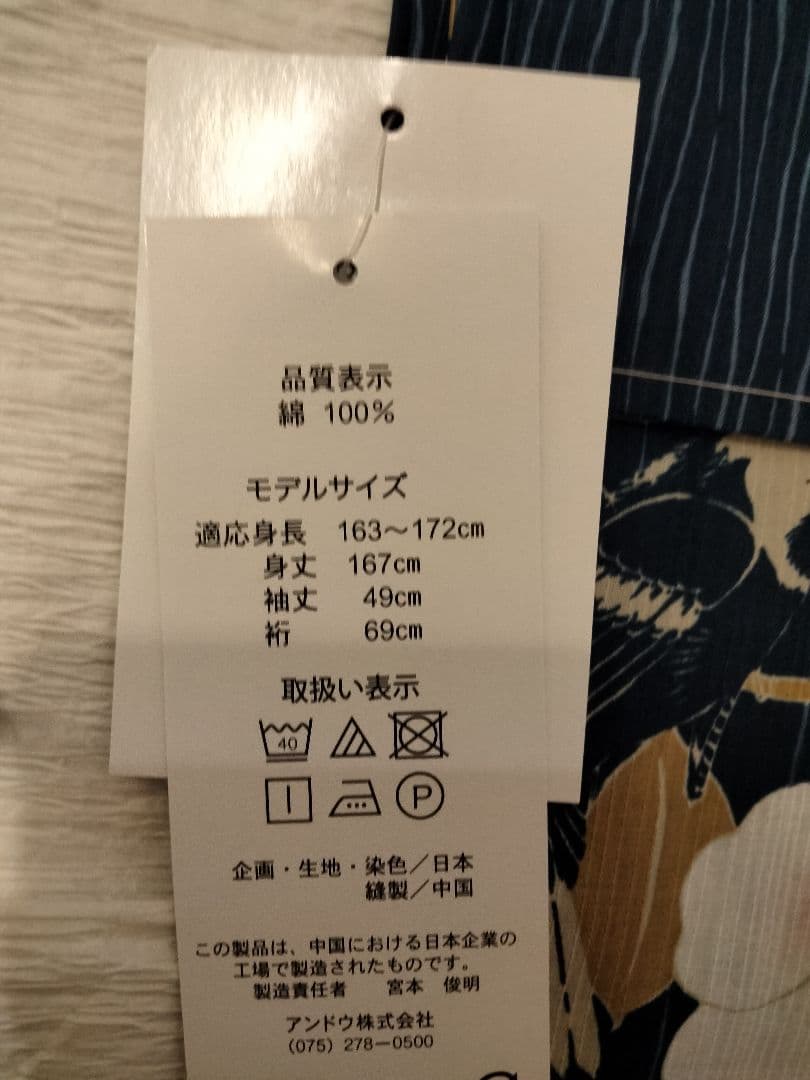 品質表示
綿 100%
モデルサイズ
適応身長 163～172cm
身丈 167cm
袖丈 49cm
裄 69cm
取扱い表示
40
P
企画・生地・染色／日本
縫製／中国
この製品は、中国における日本企業の
工場で製造されたものです。
製造責任者 宮本 俊明
アンドウ株式会社
(075) 278-0500